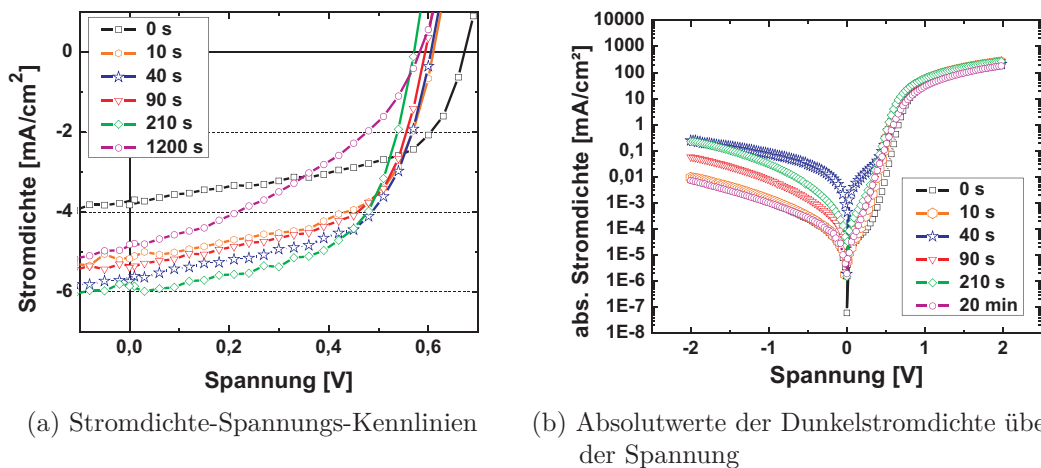 0 s
10 s
40 s
90 s
210 s
1200 s
0
-2
-4
-6
0,0
0,2
0,4
0,6
Stromdichte [mA/cm²]
Spannung [V]
10000
1000
100
10
1
0,1
0,01
1E-3
1E-4
1E-5
1E-6
1E-7
1E-8
-2
-1
0
1
2
abs. Stromdichte [mA/cm²]
Spannung [V]
0 s
10 s
40 s
90 s
210 s
20 min
(a) Stromdichte-Spannungs-Kennlinien
(b) Absolutwerte der Dunkelstromdichte übe
der Spannung